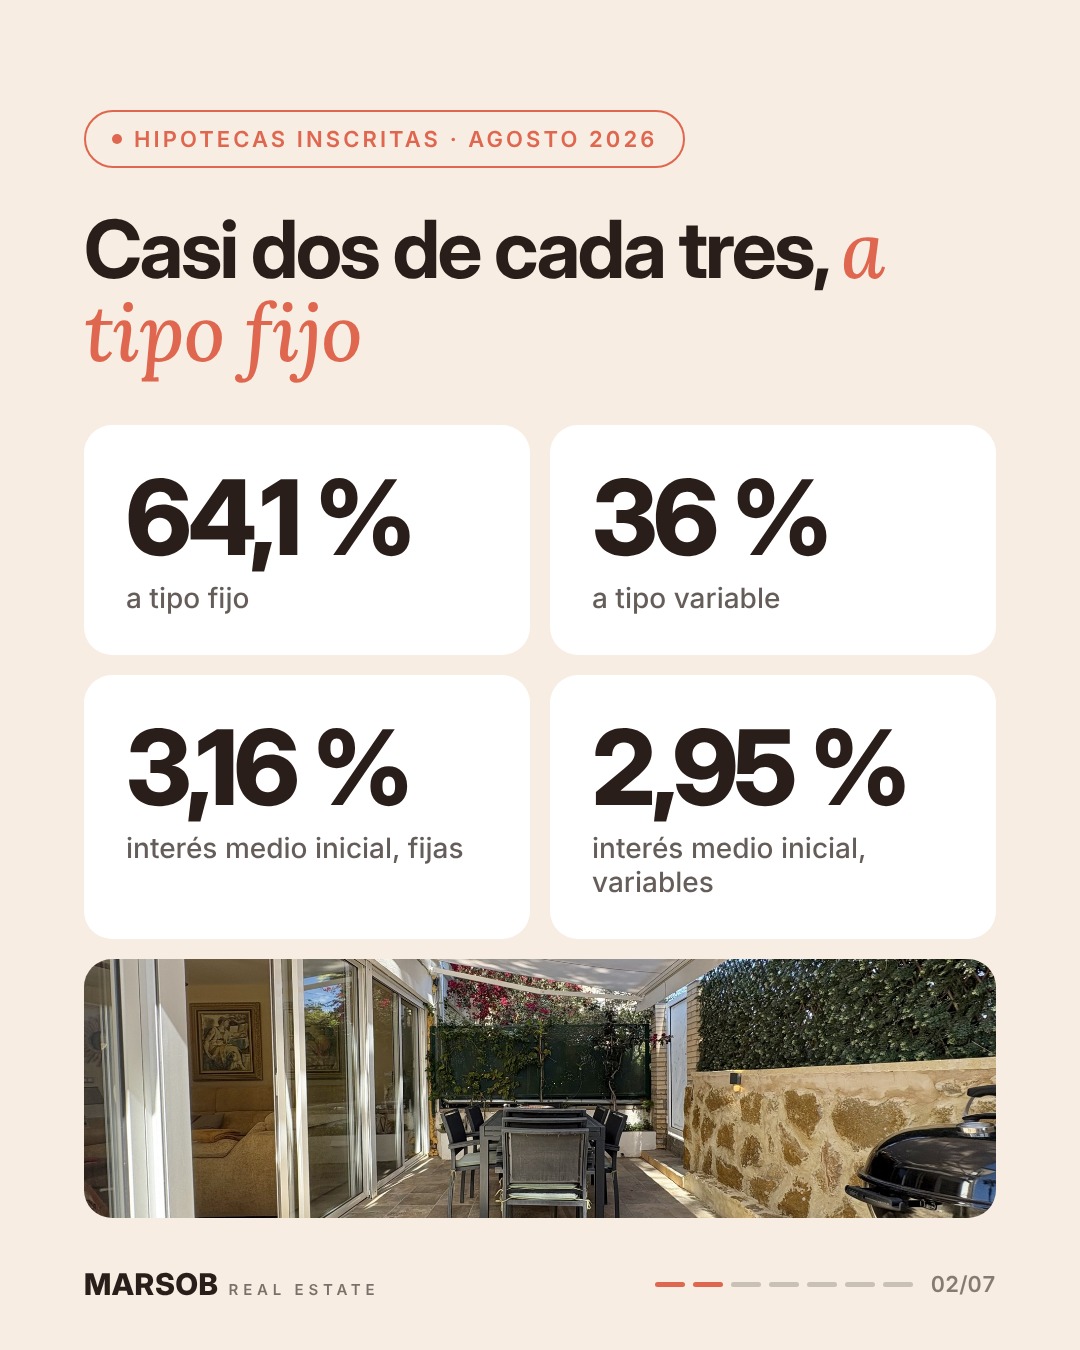 • HIPOTECAS INSCRITAS · AGOSTO 2026
Casi dos de cada tres, a
tipo fijo
64,1 %
a tipo fijo
36 %
a tipo variable
3,16 %
interés medio inicial, fijas
2,95 %
interés medio inicial,
variables
MARSOB REAL ESTATE
02/07